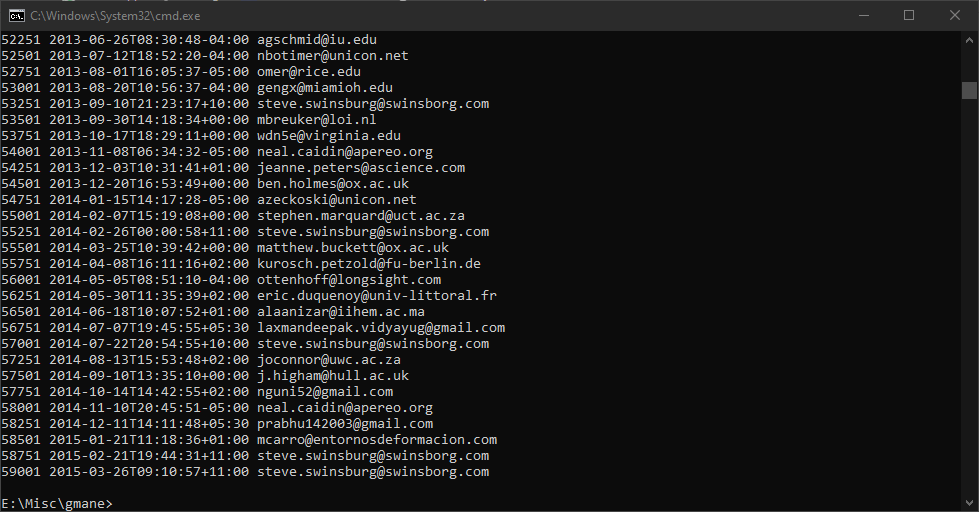 C:\Windows\System32\cmd.exe
52251 2013-06-26T08:30:48-04:00 agschmid@iu.edu
52501 2013-07-12T18:52:20-04:00 nbotimer@unicon.net
52751 2013-08-01T16:05:37-05:00 omer@rice.edu
53001 2013-08-20T10:56:37-04:00 gengx@miamioh.edu
53251 2013-09-10T21:23:17+10:00 steve.swinsburg@swinsborg.com
53501 2013-09-30T14:18:34+00:00 mbreuker@loi.nl
53751 2013-10-17T18:29:11+00:00 wdn5e@virginia.edu
54001 2013-11-08T06:34:32-05:00 neal.caidin@apereo.org
54251 2013-12-03T10:31:41+01:00 jeanne.peters@ascience.com
54501 2013-12-20T16:53:49+00:00 ben.holmes@ox.ac.uk
54751 2014-01-15T14:17:28-05:00 azeckoski@unicon.net
55001 2014-02-07T15:19:08+00:00 stephen.marquard@uct.ac.za
55251 2014-02-26T00:00:58+11:00 steve.swinsburg@swinsborg.com
55501 2014-03-25T10:39:42+00:00 matthew.buckett@ox.ac.uk
55751 2014-04-08T16:11:16+02:00 kurosch.petzold@fu-berlin.de
56001 2014-05-05T08:51:10-04:00 ottenhoff@longsight.com
56251 2014-05-30T11:35:39+02:00 eric.duquenoy@univ-littoral.fr
56501 2014-06-18T10:07:52+01:00 alaanizar@iihem.ac.ma
56751 2014-07-07T19:45:55+05:30 laxmandeepak.vidyayug@gmail.com
57001 2014-07-22T20:54:55+10:00 steve.swinsburg@swinsborg.com
57251 2014-08-13T15:53:48+02:00 joconnor@uwc.ac.za
57501 2014-09-10T13:35:10+00:00 j.higham@hull.ac.uk
57751 2014-10-14T14:42:55+02:00 nguni52@gmail.com
58001 2014-11-10T20:45:51-05:00 neal.caidin@apereo.org
58251 2014-12-11T14:11:48+05:30 prabhu142003@gmail.com
58501 2015-01-21T11:18:36+01:00 mcarro@entornosdeformacion.com
58751 2015-02-21T19:44:31+11:00 steve.swinsburg@swinsborg.com
59001 2015-03-26T09:10:57+11:00 steve.swinsburg@swinsborg.com
E:\Misc\gmane>